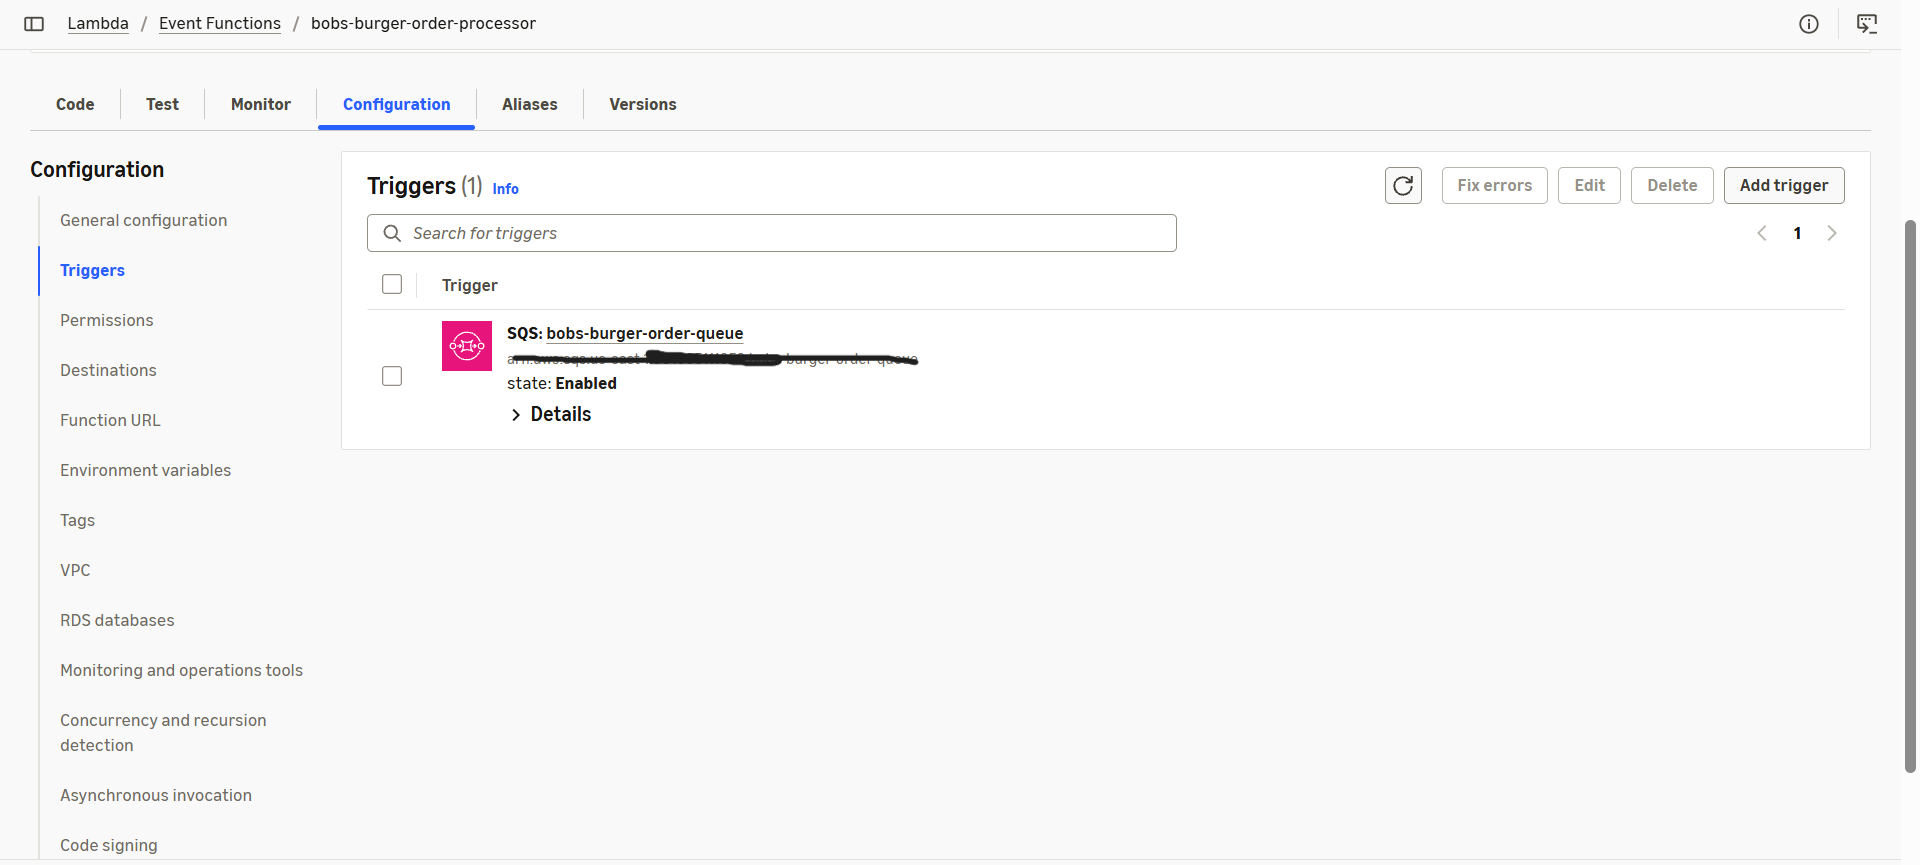 Lambda / Event Functions / bobs-burger-order-processor
Code Test Monitor Configuration Aliases Versions
Configuration
General configuration
Triggers
Permissions
Destinations
Function URL
Environment variables
Tags
VPC
RDS databases
Monitoring and operations tools
Concurrency and recursion
detection
Asynchronous invocation
Code signing
Triggers (1) Info
Fix errors Edit Delete Add trigger
Search for triggers
1
Trigger
SQS: bobs-burger-order-queue
burger-order-queue
state: Enabled
Details